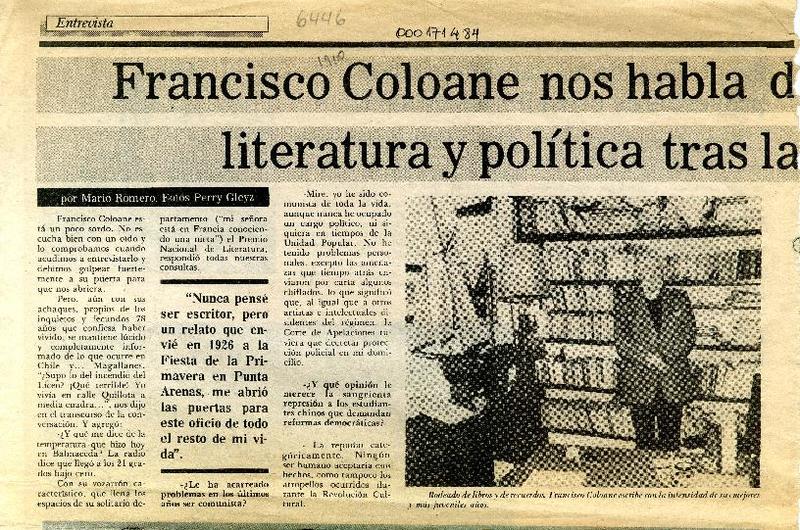 Entrevista
6446
000171484
1910
Francisco Coloane nos habla d
literatura y política tras la
por Mario Romero. Fotos Perry Gleyz
Francisco Coloane es-
tá un poco sordo. No es-
cucha bien con un oído y
lo comprobamos cuando
acudimos a entrevistarlo y
debimos golpear fuerte-
mente a su puerta para
que nos abriera.
Pero, aún con sus
achaques, propios de los
inquietos y fecundos 78
años que confiesa haber
vivido, se mantiene lúcido
y completamente infor-
mado de lo que ocurre en
Chile y... Magallanes.
"¿Supo lo del incendio del
Liceo? ¡Qué terrible! Yo
vivía en calle Quillota a
media cuadra...", nos dijo
en el transcurso de la con-
versación. Y agregó:
-¿Y qué me dice de la
temperatura que hizo hoy
en Balmaceda? La radio
dice que llegó a los 21 gra-
dos bajo cero.
Con su vozarrón ca-
característico, que llena los
espacios de su solitario de-
partamento ("mi señora
está en Francia conocien-
do una nieta") el Premio
Nacional de Literatura,
respondió todas nuestras
consultas.
"Nunca pensé
ser escritor, pero
un relato que en-
vié en 1926 a la
Fiesta de la Pri-
mavera en Punta
Arenas, me abrió
las puertas para
este oficio de todo
el resto de mi vi-
da".
-¿Le ha acarreado
problemas en los últimos
años ser comunista?
-Mire, yo he sido co-
munista de toda la vida,
aunque nunca he ocupado
un cargo político, ni si-
quiera en tiempos de la
Unidad Popular. No he
tenido problemas perso-
nales, excepto las amena-
zas que tiempo atrás en-
viaron por carta algunos
chiflados, lo que significó
que, al igual que a otros
artistas e intelectuales di-
sidentes del régimen, la
Corte de Apelaciones tu-
viera que decretar protec-
ción policial en mi domi-
cilio.
-¿Y qué opinión le
merece la sangrienta
represión a los estudian-
tes chinos que demandan
reformas democráticas?
- La repudio cate-
góricamente. Ningún
ser humano aceptaría esos
hechos, como tampoco los
atropellos ocurridos du-
rante la Revolución Cul-
tural.
Rodeado de libros y de recuerdos, Francisco Coloane escribe con la intensidad de sus mejores
y más juveniles años.